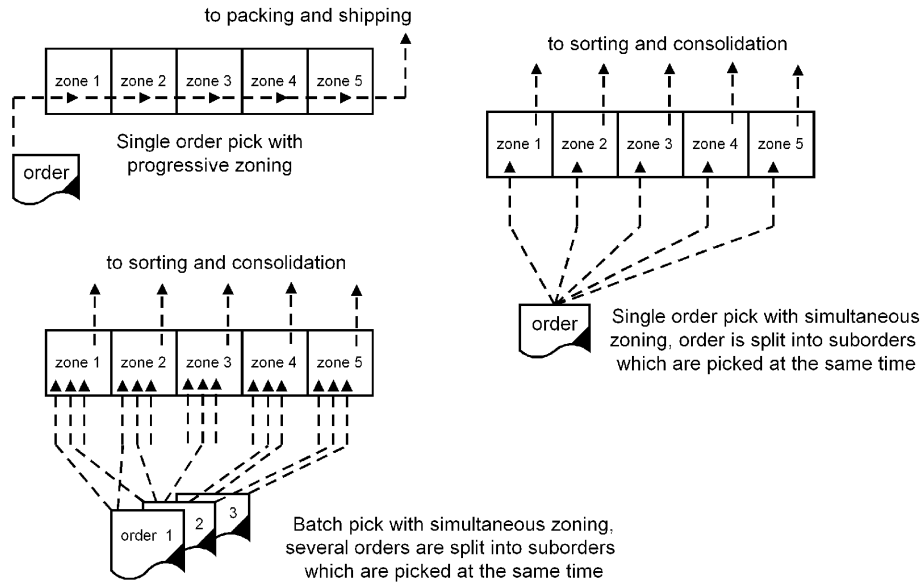 to packing and shipping
zone 1 zone 2 zone 3 zone 4 zone 5
Single order pick with
progressive zoning
order
to sorting and consolidation
zone 1 zone 2 zone 3 zone 4 zone 5
order
Single order pick with simultaneous
zoning, order is split into suborders
which are picked at the same time
to sorting and consolidation
zone 1 zone 2 zone 3 zone 4 zone 5
order 1 2 3
Batch pick with simultaneous zoning,
several orders are split into suborders
which are picked at the same time